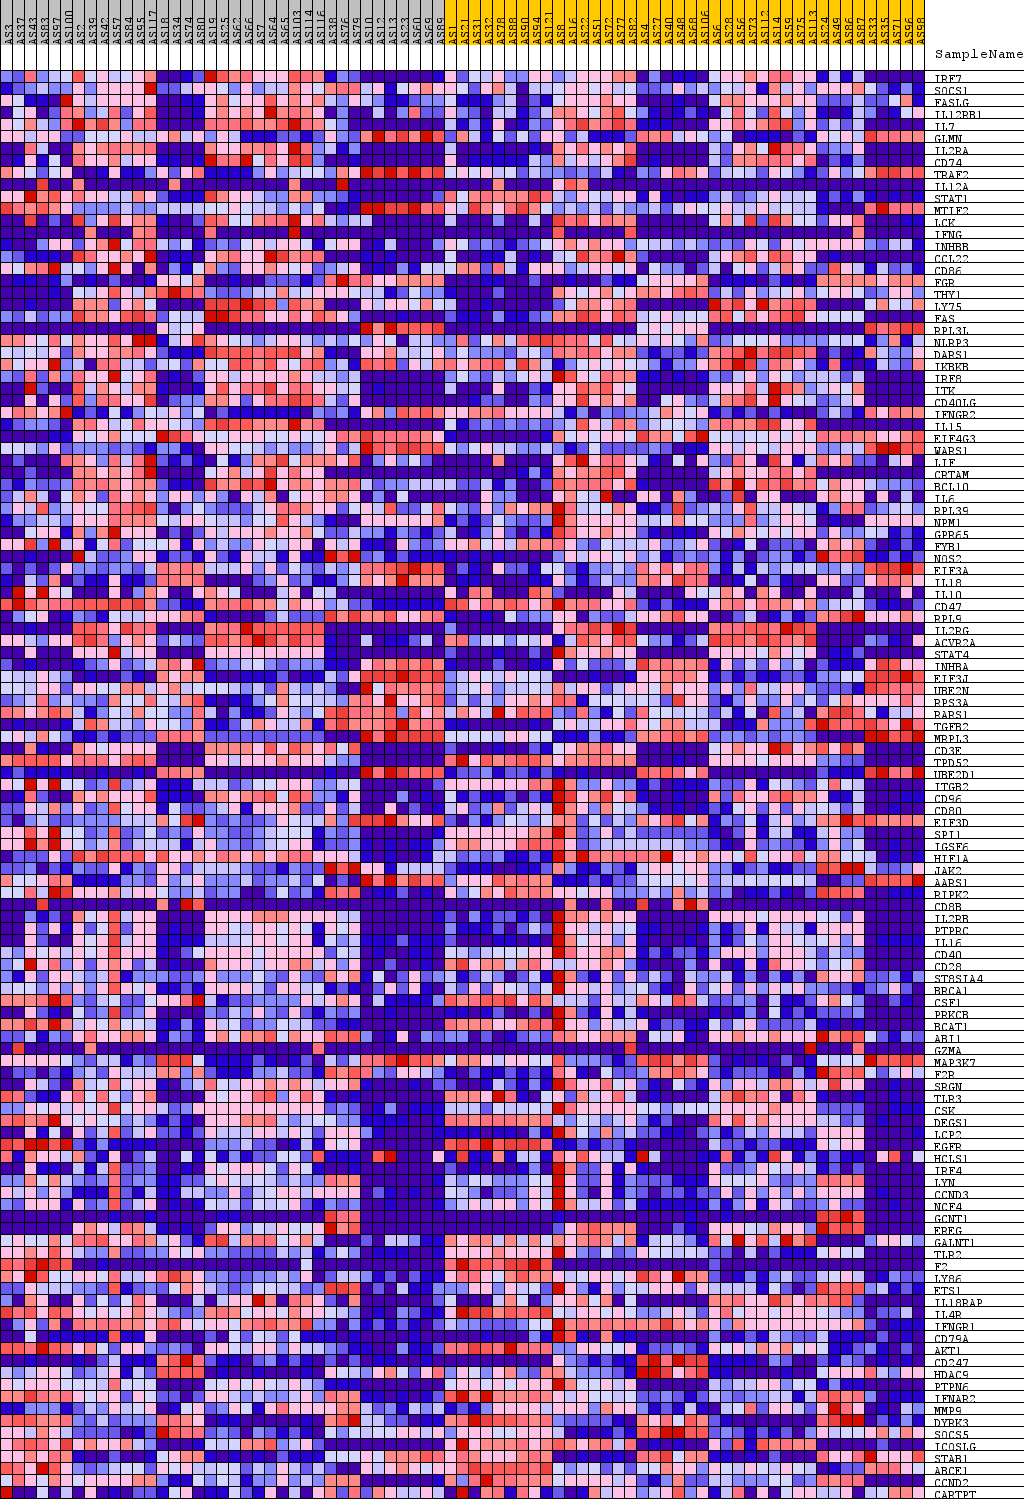 AS3 AS37 AS43 AS83 AS97 AS100 AS2 AS39 AS42 AS57 AS84 AS95 AS117 AS18 AS34 AS74 AS80 AS15 AS25 AS62 AS66 AS7 AS64 AS65 AS103 AS114 AS116 AS38 AS76 AS79 AS10 AS12 AS13 AS23 AS60 AS69 AS89 AS1 AS21 AS31 AS32 AS78 AS88 AS90 AS94 AS121 AS81 AS16 AS22 AS51 AS72 AS77 AS82 AS4 AS27 AS40 AS48 AS68 AS106 AS6 AS28 AS56 AS73 AS112 AS14 AS59 AS75 AS113 AS24 AS49 AS86 AS87 AS33 AS35 AS71 AS96 AS98
SampleName
IRF7
SOCS1
FASLG
IL12RB1
IL7
GLMN
IL2RA
CD74
TRAF2
IL12A
STAT1
MTIF2
LCK
IFNG
INHBB
CCL22
CD86
FGR
THY1
LY75
FAS
RPL3L
NLRP3
DARS1
IKBKB
IRF8
ITK
CD40LG
IFNGR2
IL15
EIF4G3
WARS1
LIF
CRTAM
BCL10
IL6
RPL39
NPM1
GPR65
FYB1
NOS2
EIF3A
IL18
IL10
CD47
RPL9
IL2RG
ACVR2A
STAT4
INHBA
EIF3J
UBE2N
RPS3A
RARS1
TGFB2
MRPL3
CD3E
TPD52
UBE2D1
ITGB2
CD96
CD80
EIF3D
SPI1
IGSF6
HIF1A
JAK2
AARS1
RIPK2
CD8B
IL2RB
PTPRC
IL16
CD40
CD28
ST8SIA4
BRCA1
CSF1
PRKCB
BCAT1
ABI1
GZMA
MAP3K7
F2R
SRGN
TLR3
CSK
DEGS1
LCP2
EGFR
HCLS1
IRF4
LYN
CCND3
NCF4
GCNT1
EREG
GALNT1
TLR2
F2
LY86
ETS1
IL18RAP
IL4R
IFNGR1
CD79A
AKT1
CD247
HDAC9
PTPN6
IFNAR2
MMP9
DYRK3
SOCS5
ICOSLG
STAB1
ABCE1
CCND2
CARTPT